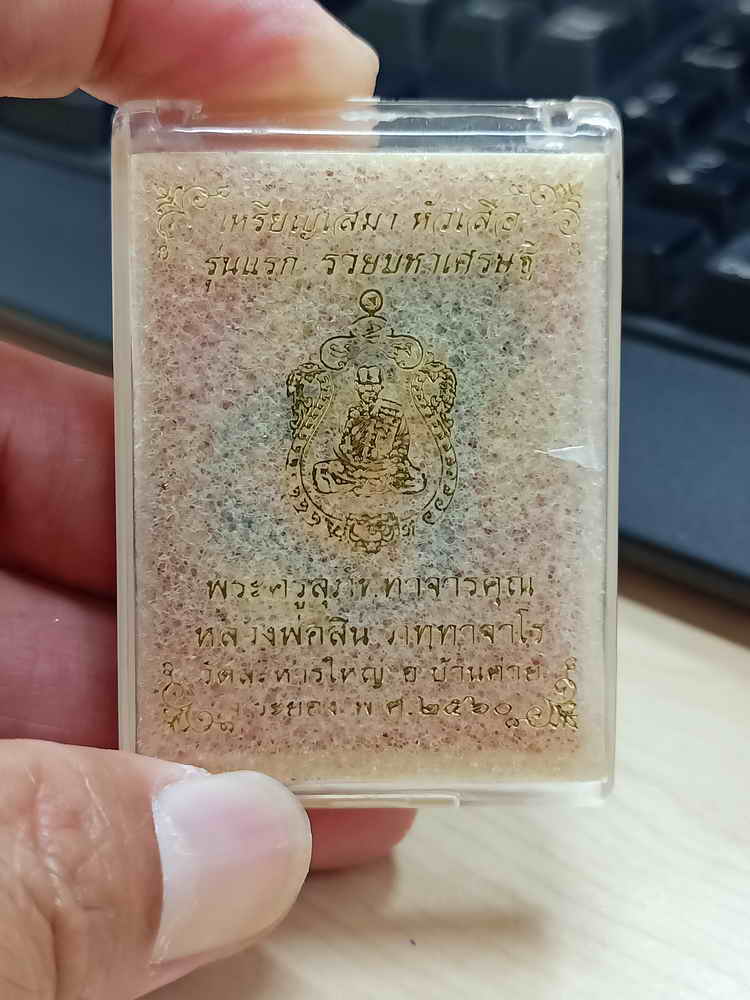 เหรียญเสมา หัวเสือ
รุ่นแรก รวยมหาเศรษฐี
พระครูสุภัททาจารคุณ
หลวงพ่อสิน ภทฺทาจาโร
วัดละหารใหญ่ อ บ้านค่าย
จ ระยอง พ ศ.๒๕๖๐